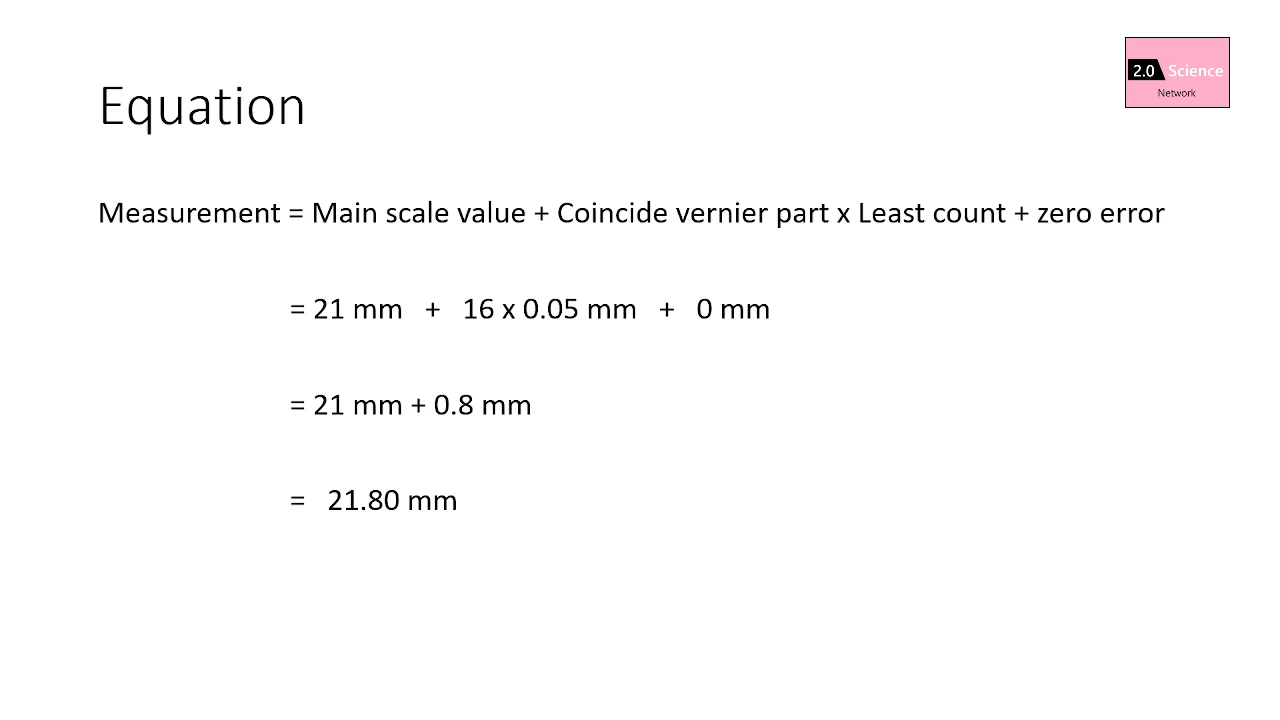 Equation
2.0 Science
Network
Measurement = Main scale value + Coincide vernier part x Least count + zero error
= 21 mm + 16 x 0.05 mm + 0 mm
= 21 mm + 0.8 mm
= 21.80 mm